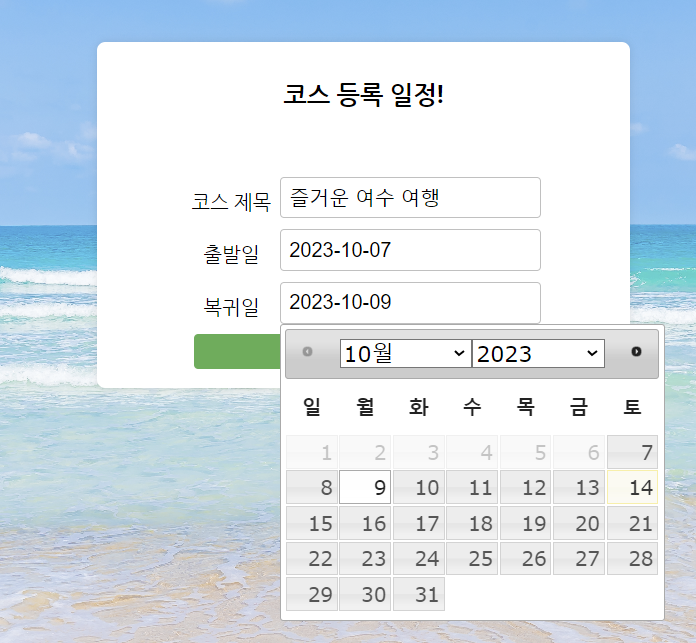 코스 등록 일정!
코스 제목 즐거운 여수 여행
출발일 2023-10-07
복귀일 2023-10-09
10월 2023
일 월 화 수 목 금 토
1 2 3 4 5 6 7
8 9 10 11 12 13 14
15 16 17 18 19 20 21
22 23 24 25 26 27 28
29 30 31